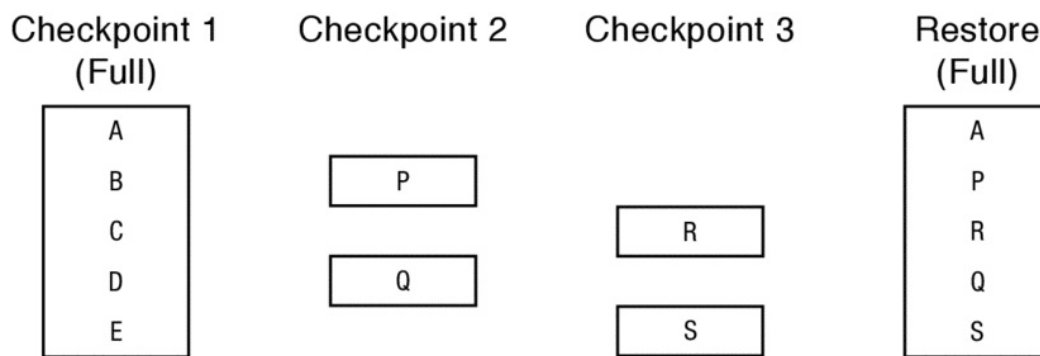 Checkpoint 1
(Full)
A
B
C
D
E
Checkpoint 2
P
Q
Checkpoint 3
R
S
Restore
(Full)
A
P
R
Q
S